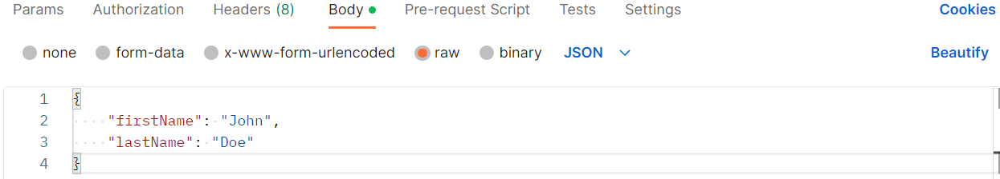 Params Authorization Headers (8) Body Pre-request Script Tests Settings Cookies
none form-data x-www-form-urlencoded raw binary JSON Beautify
1 {
2 "firstName": "John",
3 "lastName": "Doe"
4 }